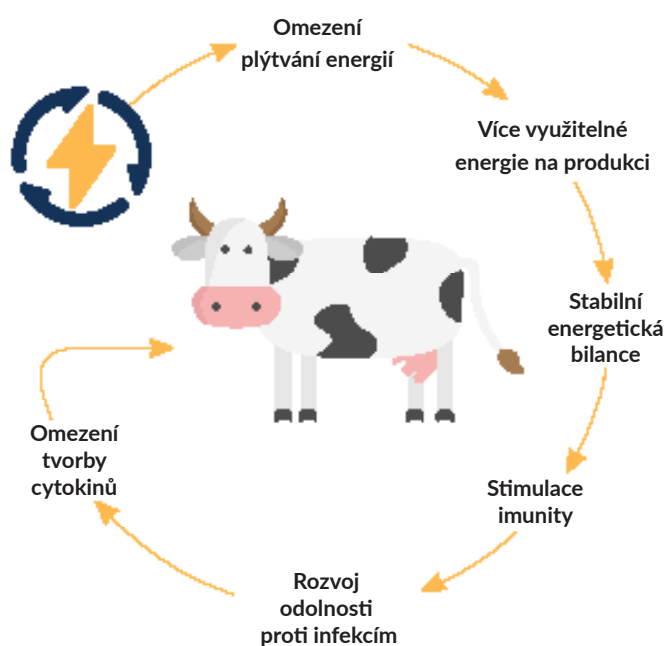 Omezení
plýtvání energií
Více využitelné
energie na produkci
Stabilní
energetická
bilance
Stimulace
imunity
Rozvoj
odolnosti
proti infekcím
Omezení
tvorby
cytokinů